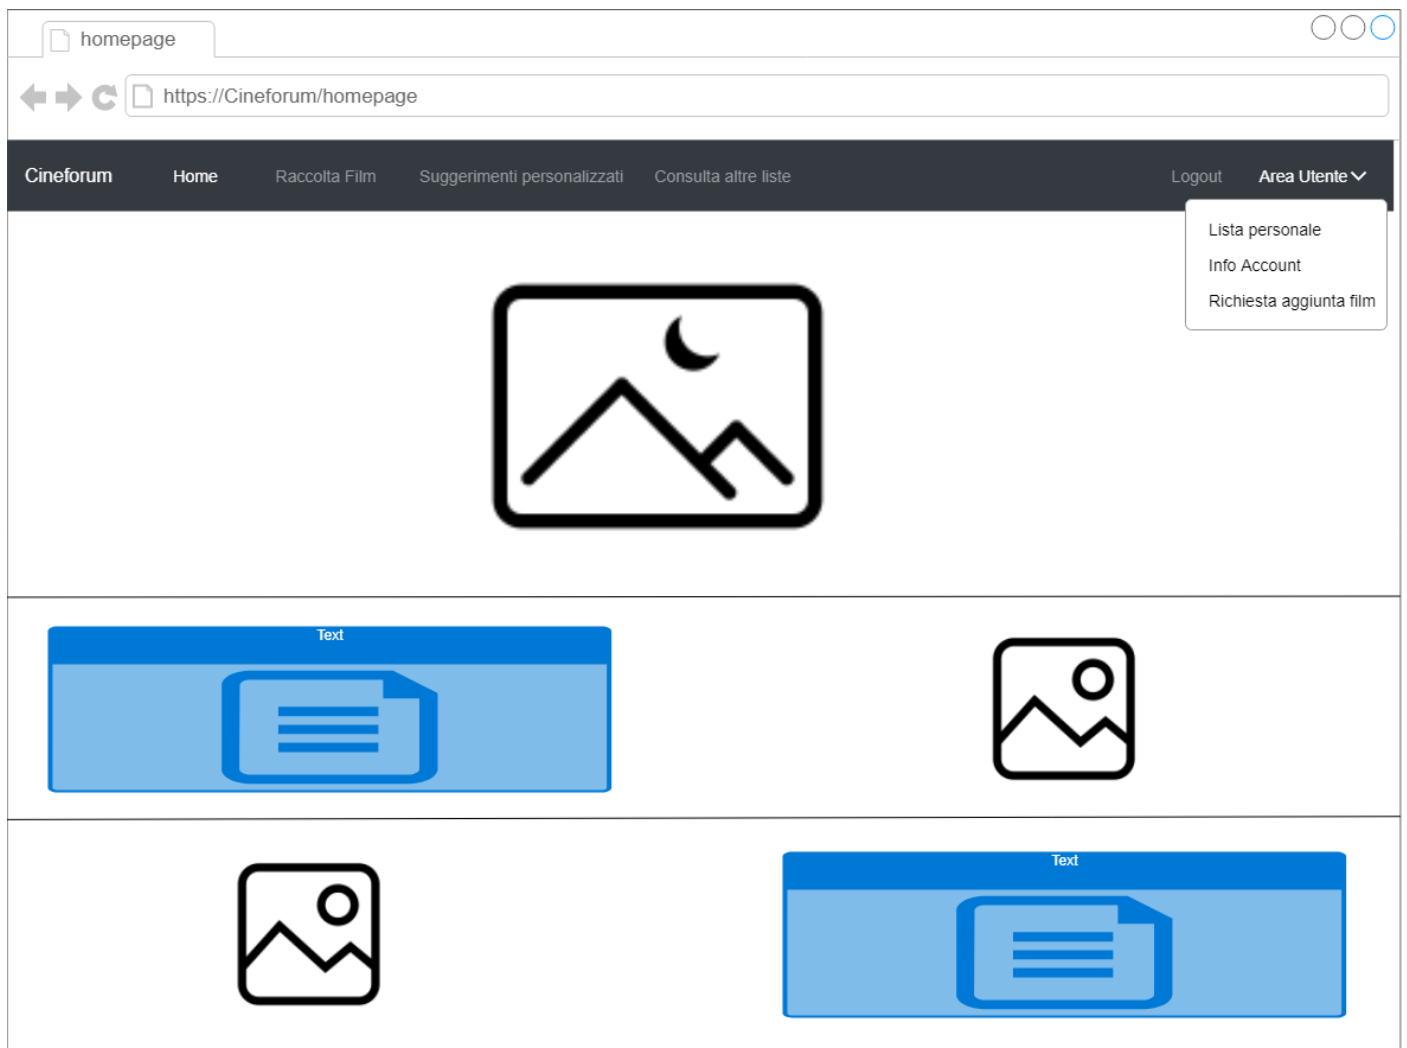 homepage
https://Cineforum/homepage
Cineforum Home Raccolta Film Suggerimenti personalizzati Consulta altre liste Logout Area Utente
Lista personale
Info Account
Richiesta aggiunta film
Text
Text